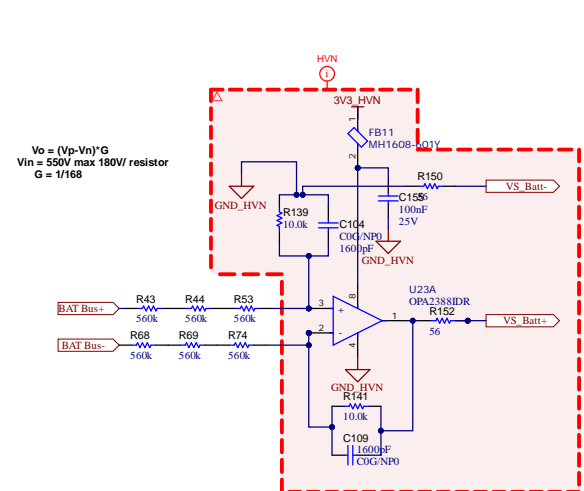 HVN
i
3V3_HVN
1
FB11
MH1608-601Y
2
Vo = (Vp-Vn)*G
Vin = 550V max 180V/ resistor
G = 1/168
R150
56
VS_Batt-
GND_HVN
C155
100nF
25V
R139
10.0k
C104
C0G/NP0
1600pF
GND_HVN
U23A
OPA2388IDR
8
BAT Bus+
R43
R44
R53
560k
560k
560k
3
+
1
R152
56
VS_Batt+
BAT Bus-
R68
R69
R74
560k
560k
560k
2
-
4
GND_HVN
R141
10.0k
C109
1600pF
C0G/NP0